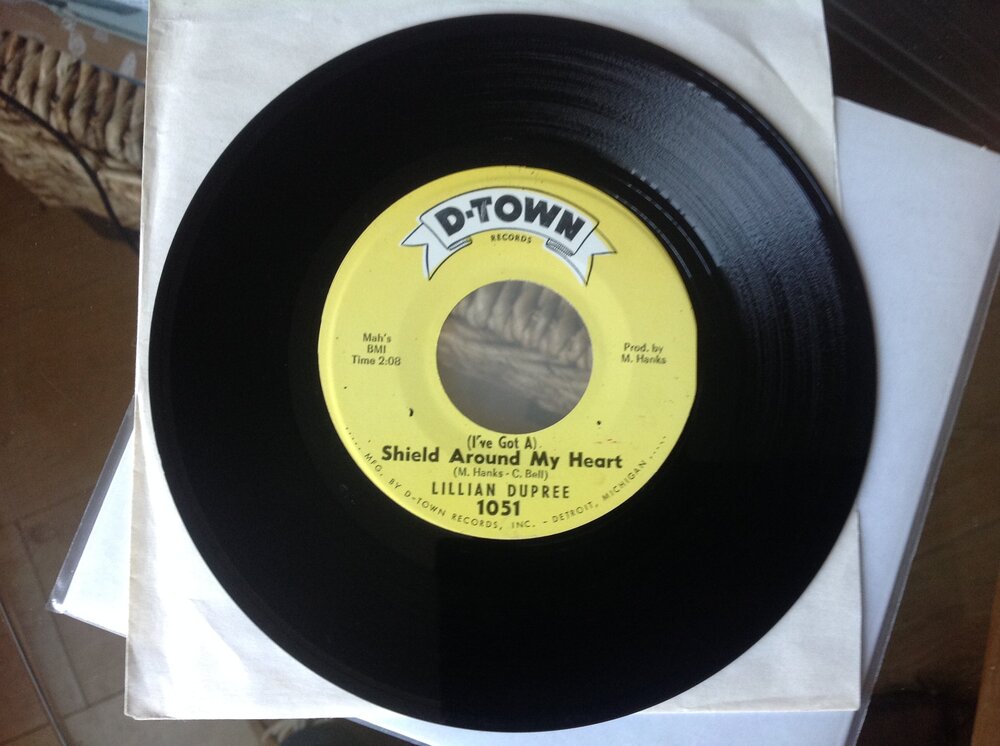 D-TOWN
RECORDS
Mah's
BMI
Time 2:08
Prod. by
M. Hanks
(I've Got A)
Shield Around My Heart
(M. Hanks - C. Bell)
LILLIAN DUPREE
1051
MFG. BY D-TOWN RECORDS, INC. - DETROIT, MICHIGAN